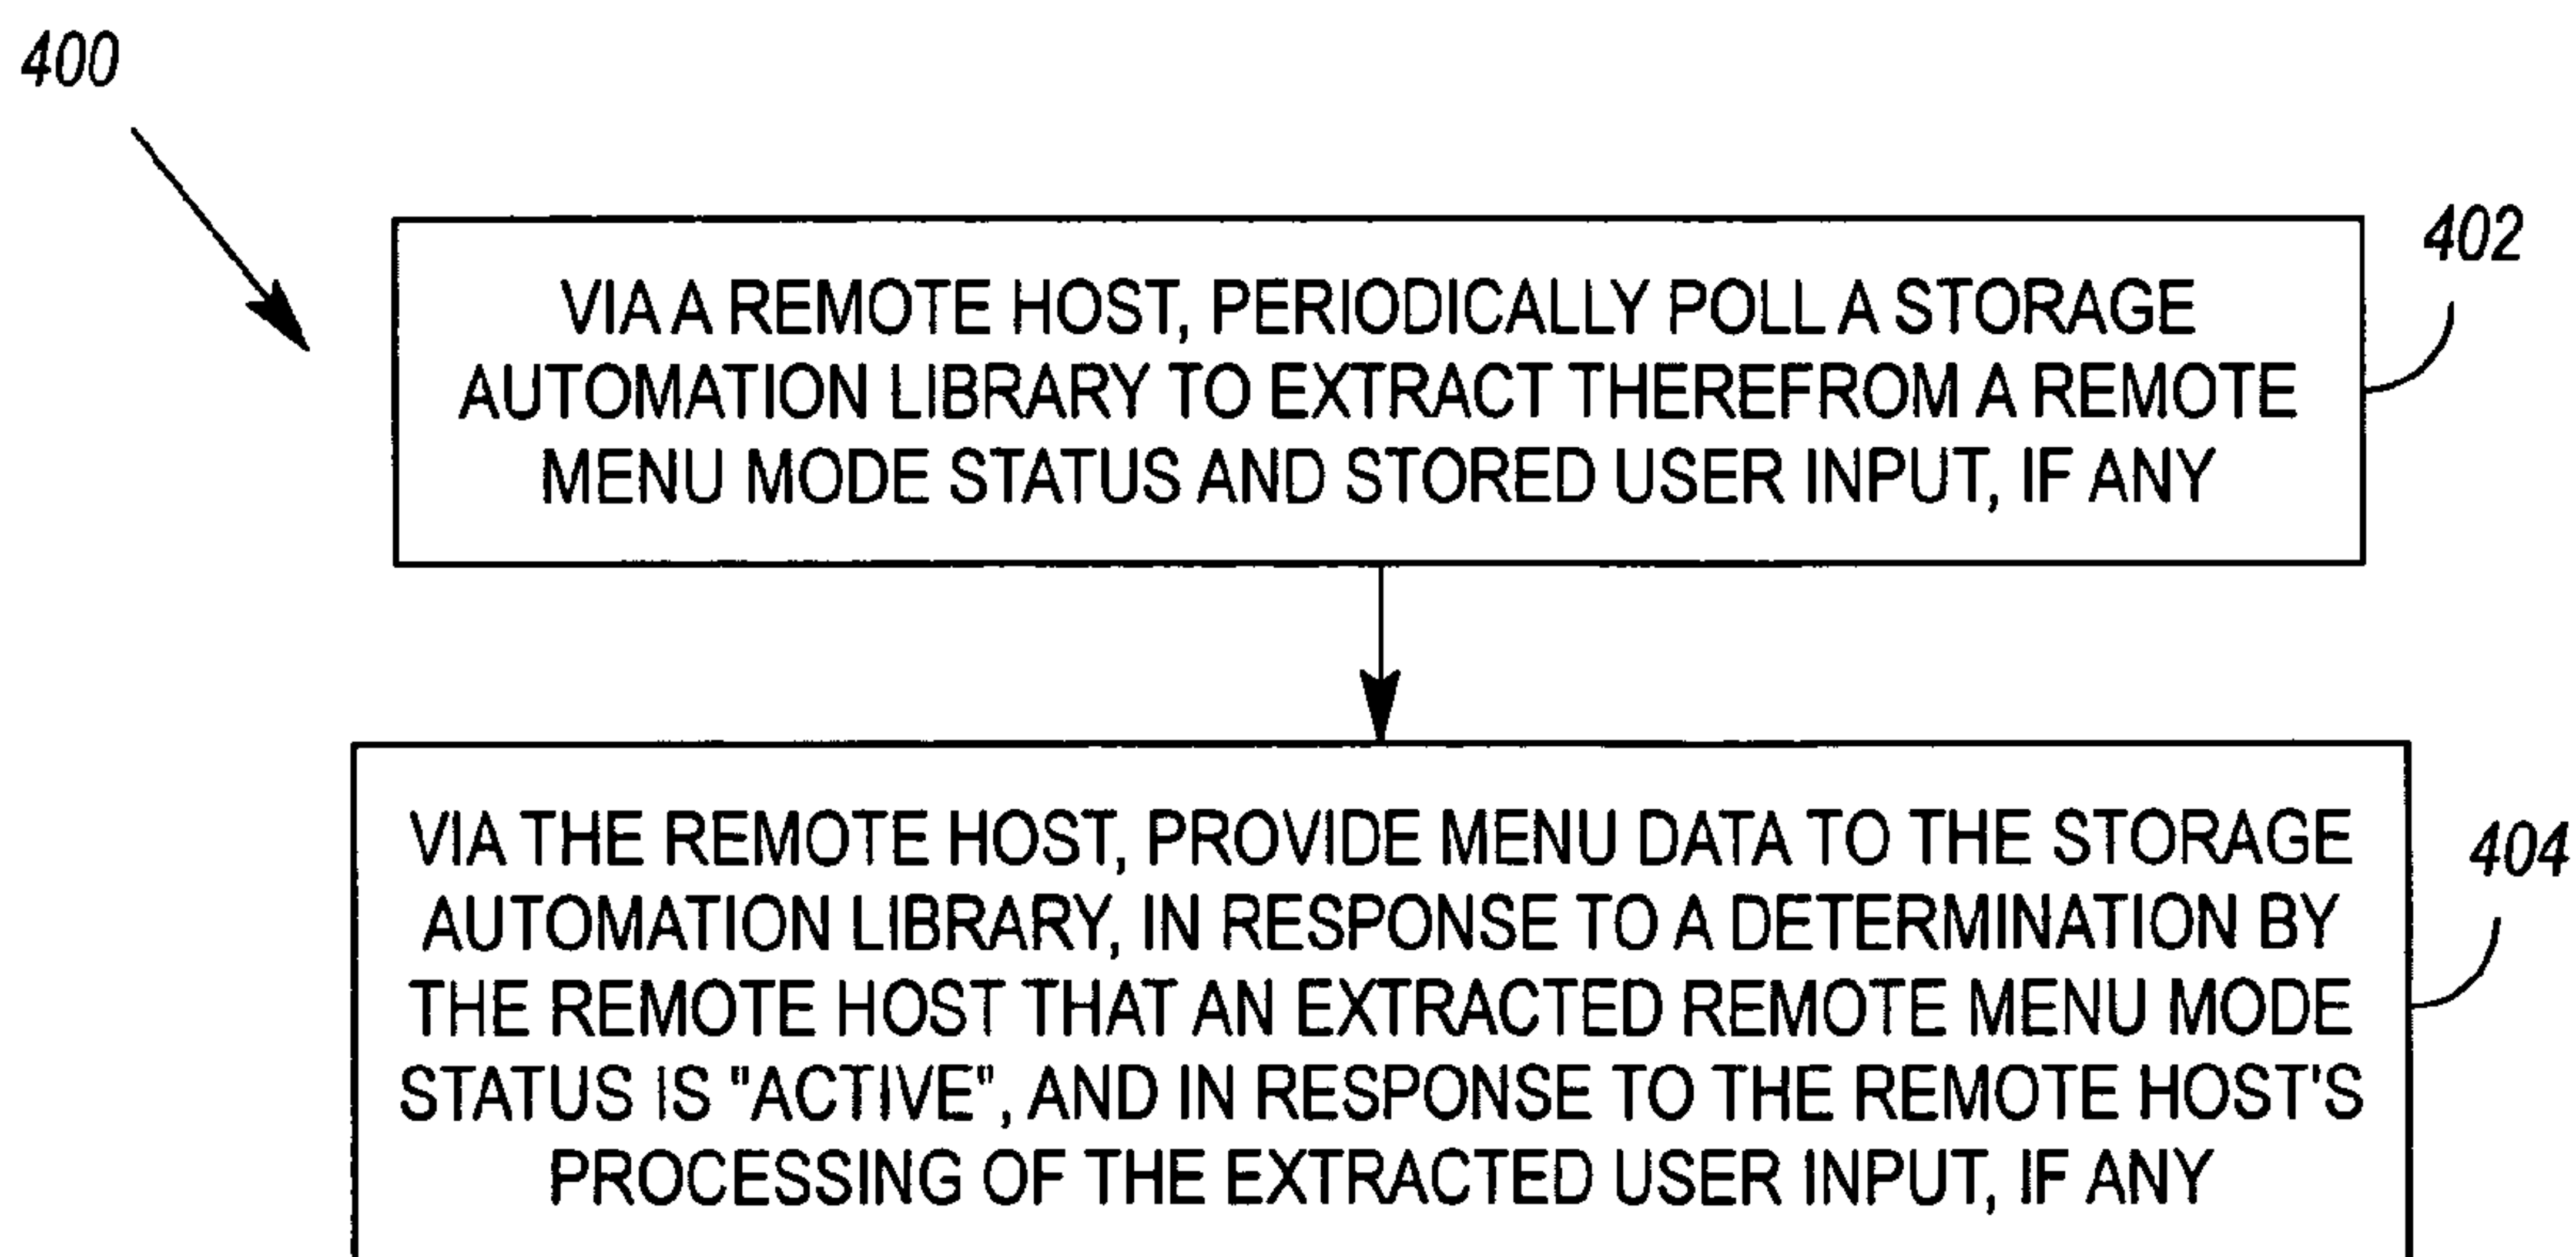 400
402
VIA A REMOTE HOST, PERIODICALLY POLL A STORAGE
AUTOMATION LIBRARY TO EXTRACT THEREFROM A REMOTE
MENU MODE STATUS AND STORED USER INPUT, IF ANY
404
VIA THE REMOTE HOST, PROVIDE MENU DATA TO THE STORAGE
AUTOMATION LIBRARY, IN RESPONSE TO A DETERMINATION BY
THE REMOTE HOST THAT AN EXTRACTED REMOTE MENU MODE
STATUS IS "ACTIVE", AND IN RESPONSE TO THE REMOTE HOST'S
PROCESSING OF THE EXTRACTED USER INPUT, IF ANY